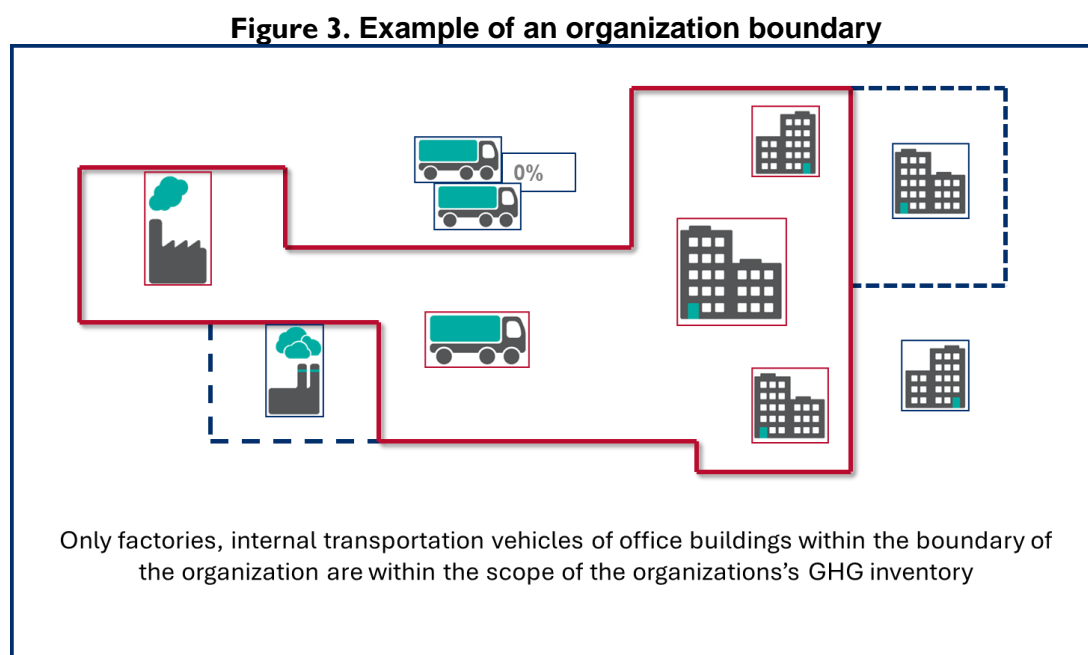 Figure 3. Example of an organization boundary
0%
Only factories, internal transportation vehicles of office buildings within the boundary of
the organization are within the scope of the organizations's GHG inventory